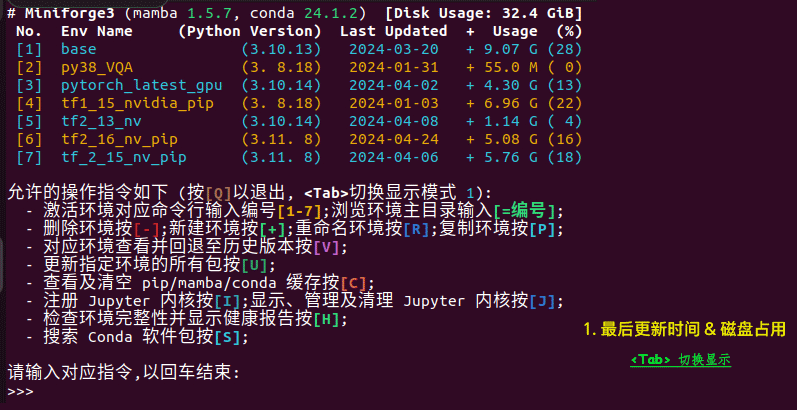 # Miniforge3 (mamba 1.5.7, conda 24.1.2)  [Disk Usage: 32.4 GiB]
No.  Env Name     (Python Version)  Last Updated  +  Usage  (%)
[1]  base                (3.10.13)   2024-03-20   + 9.07 G (28)
[2]  py38_VQA            (3. 8.18)   2024-01-31   + 55.0 M ( 0)
[3]  pytorch_latest_gpu  (3.10.14)   2024-04-02   + 4.30 G (13)
[4]  tf1_15_nvidia_pip   (3. 8.18)   2024-01-03   + 6.96 G (22)
[5]  tf2_13_nv           (3.10.14)   2024-04-08   + 1.14 G ( 4)
[6]  tf2_16_nv_pip       (3.11. 8)   2024-04-24   + 5.08 G (16)
[7]  tf_2_15_nv_pip      (3.11. 8)   2024-04-06   + 5.76 G (18)
允许的操作指令如下 (按[Q]以退出, <Tab>切换显示模式 1):
- 激活环境对应命令行输入编号[1-7];浏览环境主目录输入[=编号];
- 删除环境按[-];新建环境按[+];重命名环境按[R];复制环境按[P];
- 对应环境查看并回退至历史版本按[V];
- 更新指定环境的所有包按[U];
- 查看及清空 pip/mamba/conda 缓存按[C];
- 注册 Jupyter 内核按[I];显示、管理及清理 Jupyter 内核按[J];
- 检查环境完整性并显示健康报告按[H];
- 搜索 Conda 软件包按[S];
1. 最后更新时间 & 磁盘占用
<Tab> 切换显示
请输入对应指令,以回车结束:
>>>